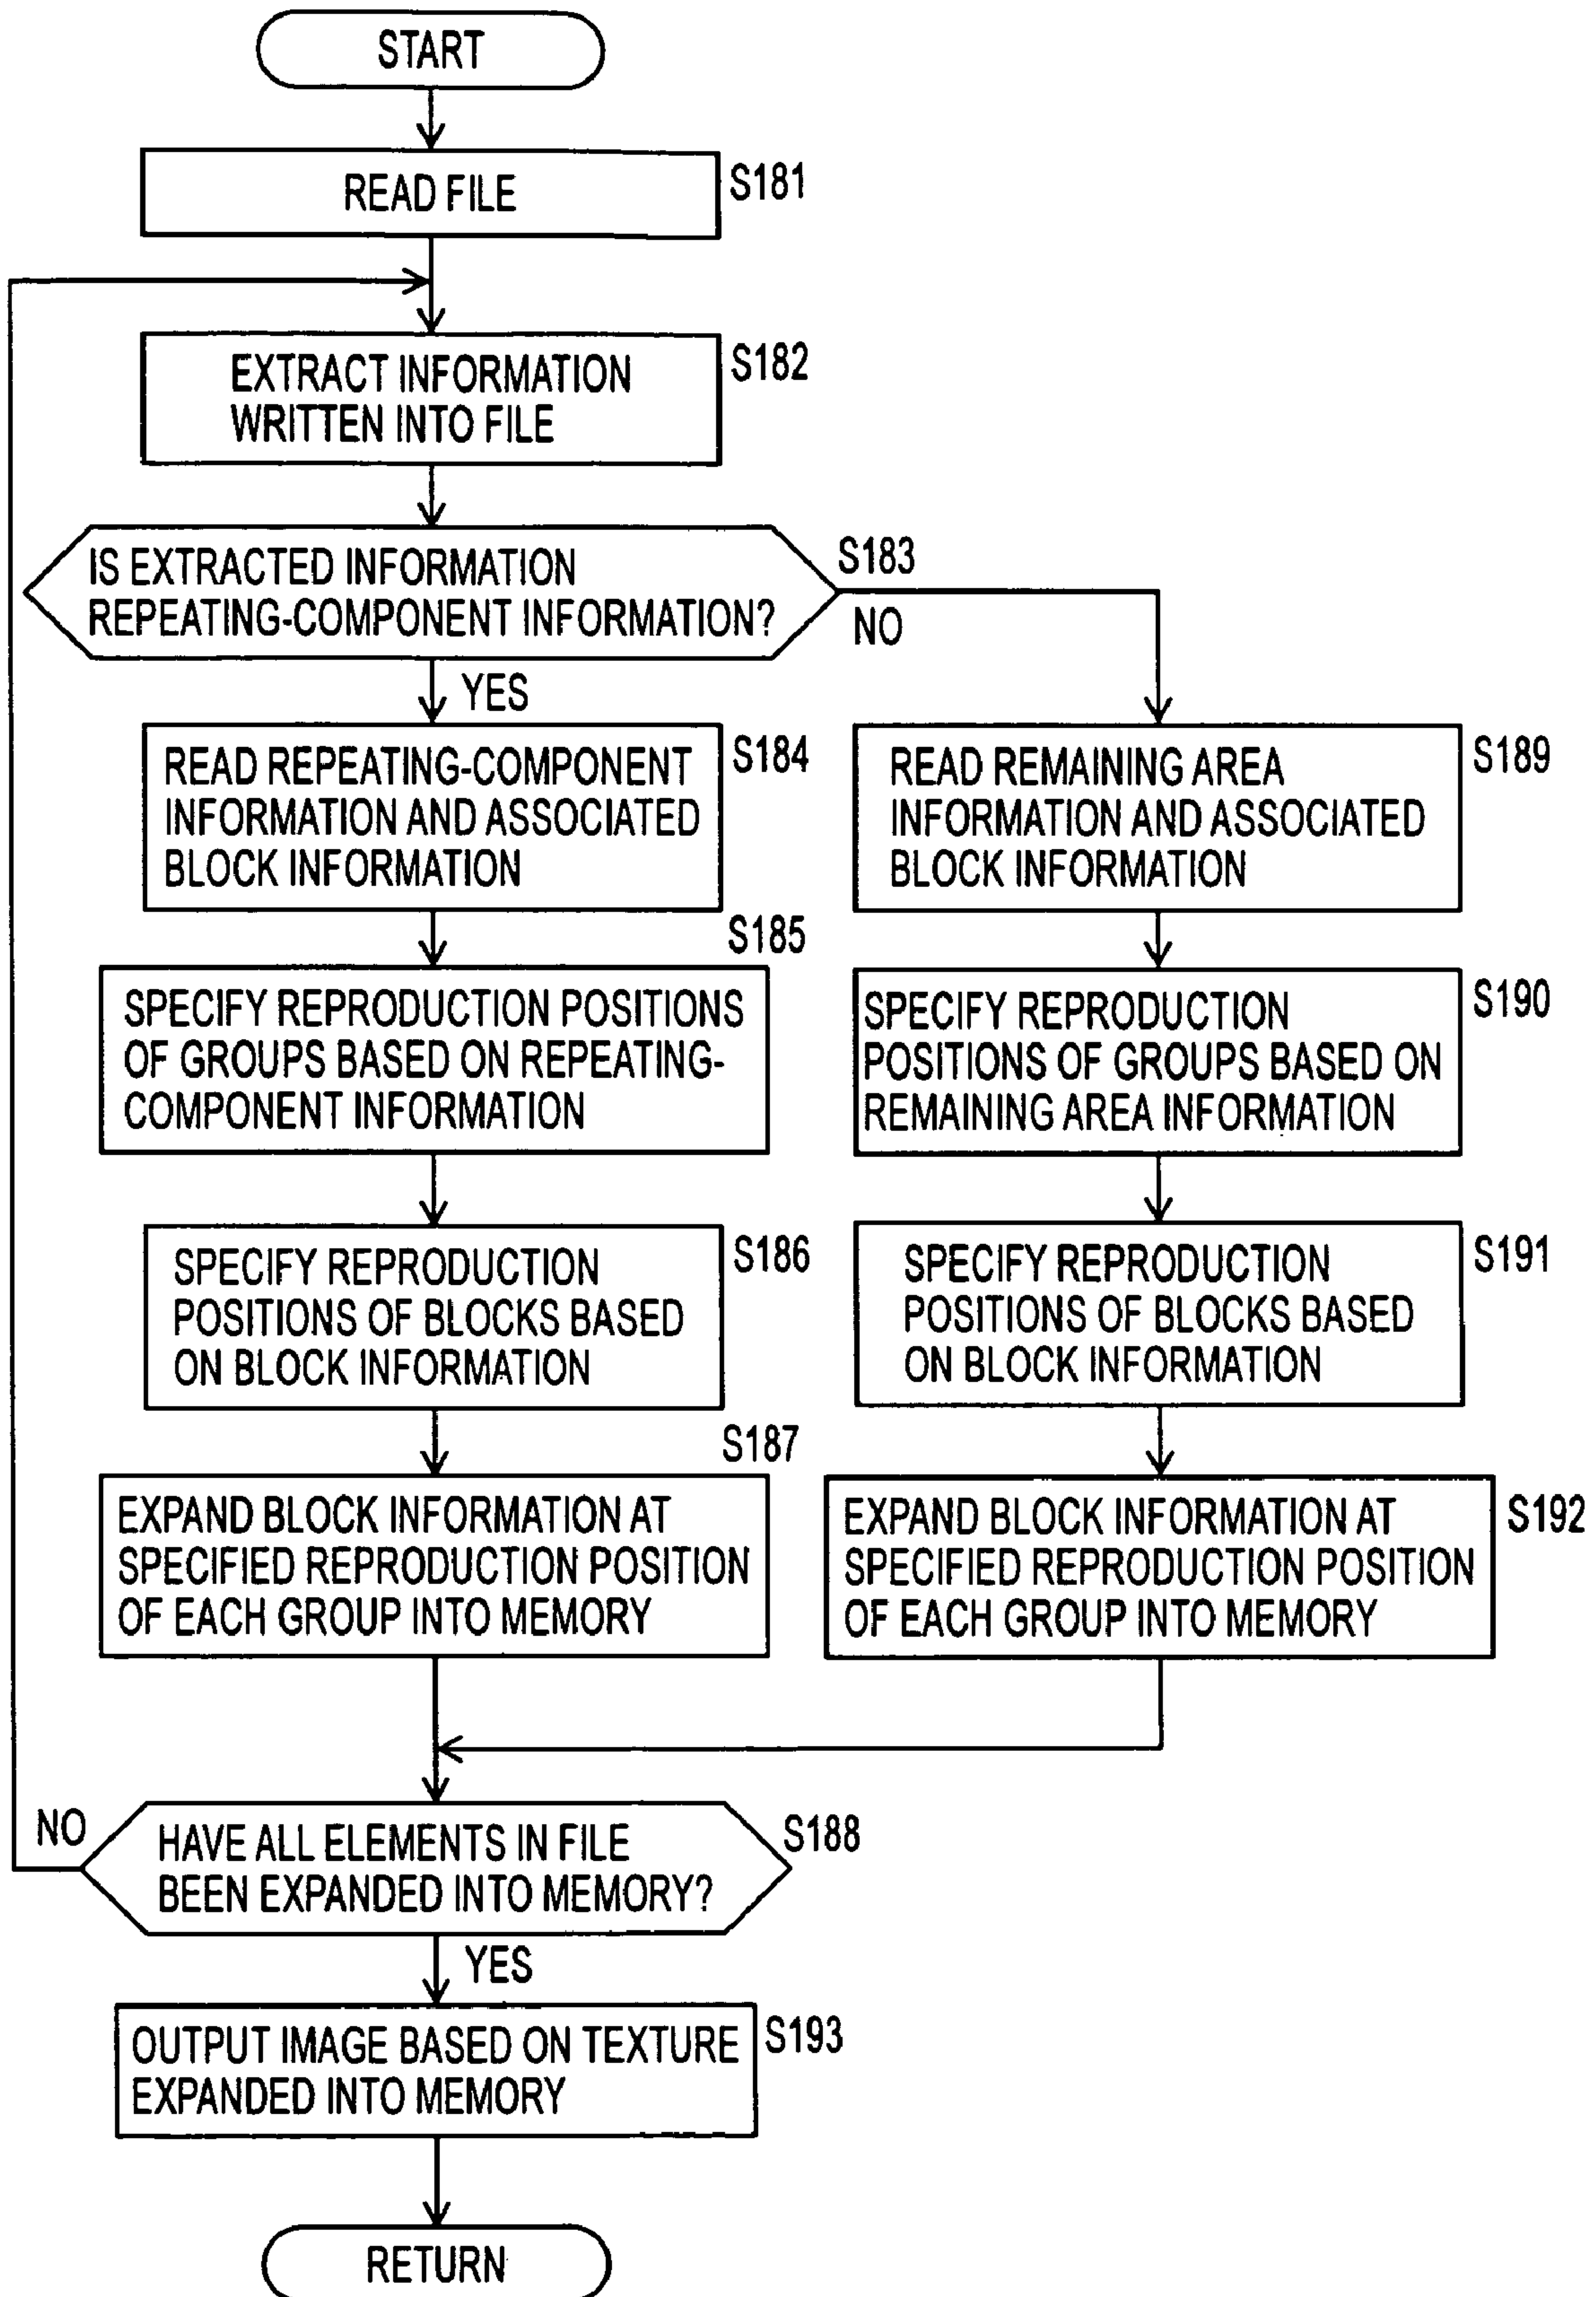 START
READ FILE
S181
EXTRACT INFORMATION
WRITTEN INTO FILE
S182
IS EXTRACTED INFORMATION
REPEATING-COMPONENT INFORMATION?
S183
NO
YES
READ REPEATING-COMPONENT
INFORMATION AND ASSOCIATED
BLOCK INFORMATION
S184
READ REMAINING AREA
INFORMATION AND ASSOCIATED
BLOCK INFORMATION
S189
S185
SPECIFY REPRODUCTION POSITIONS
OF GROUPS BASED ON REPEATING-
COMPONENT INFORMATION
SPECIFY REPRODUCTION
POSITIONS OF GROUPS BASED ON
REMAINING AREA INFORMATION
S190
SPECIFY REPRODUCTION
POSITIONS OF BLOCKS BASED
ON BLOCK INFORMATION
S186
SPECIFY REPRODUCTION
POSITIONS OF BLOCKS BASED
ON BLOCK INFORMATION
S191
S187
EXPAND BLOCK INFORMATION AT
SPECIFIED REPRODUCTION POSITION
OF EACH GROUP INTO MEMORY
EXPAND BLOCK INFORMATION AT
SPECIFIED REPRODUCTION POSITION
OF EACH GROUP INTO MEMORY
S192
NO
HAVE ALL ELEMENTS IN FILE
BEEN EXPANDED INTO MEMORY?
S188
YES
OUTPUT IMAGE BASED ON TEXTURE
EXPANDED INTO MEMORY
S193
RETURN